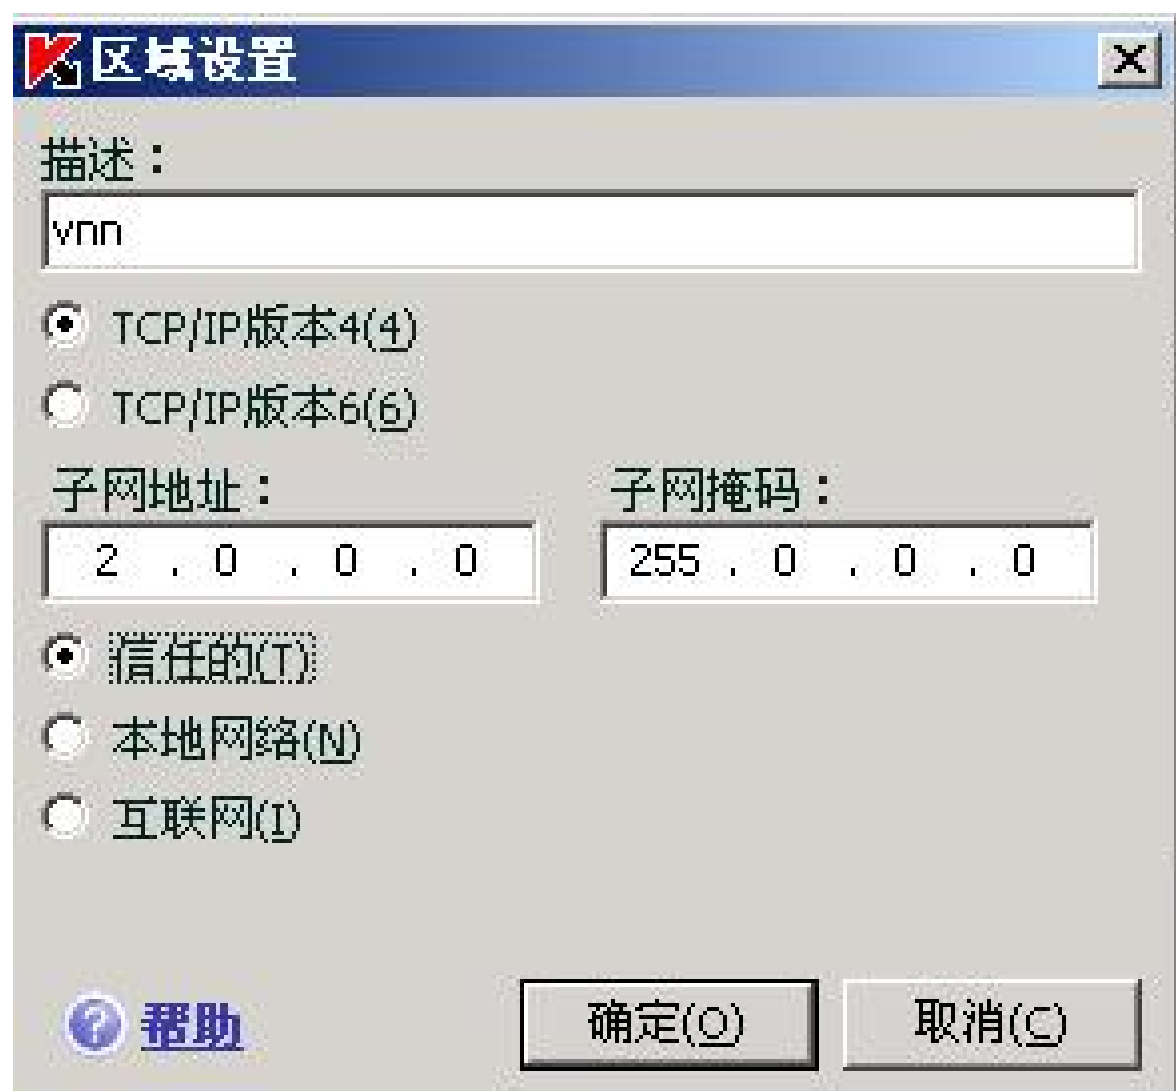 区域设置
描述：
vnn
TCP/IP版本4(4)
TCP/IP版本6(6)
子网地址： 子网掩码：
2 . 0 . 0 . 0 255 . 0 . 0 . 0
信任的(T)
本地网络(N)
互联网(I)
帮助 确定(O) 取消(C)